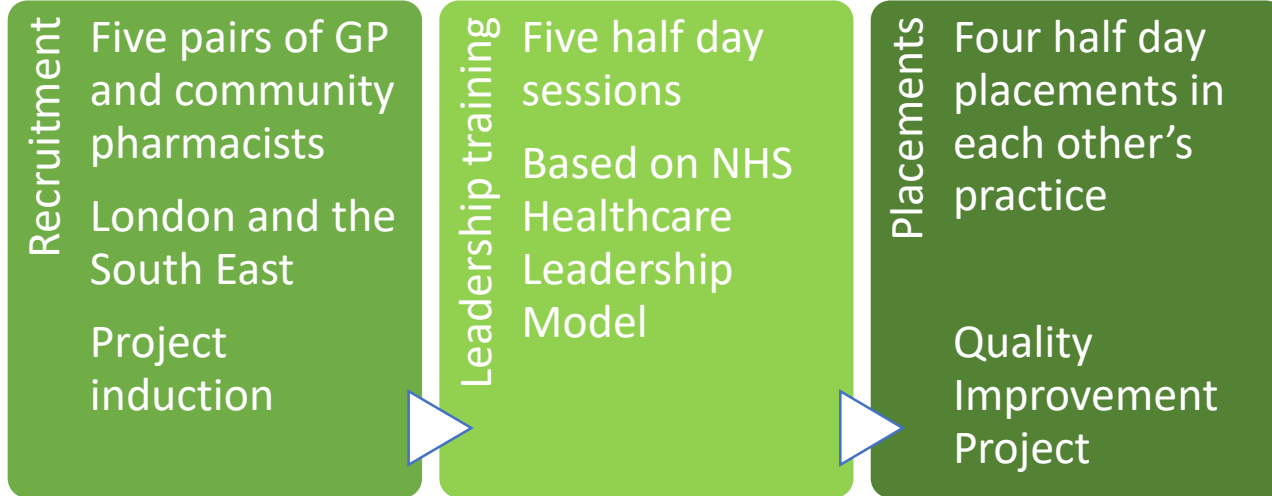 Recruitment
Five pairs of GP
and community
pharmacists
London and the
South East
Project
induction
Leadership training
Five half day
sessions
Based on NHS
Healthcare
Leadership
Model
Placements
Four half day
placements in
each other’s
practice
Quality
Improvement
Project